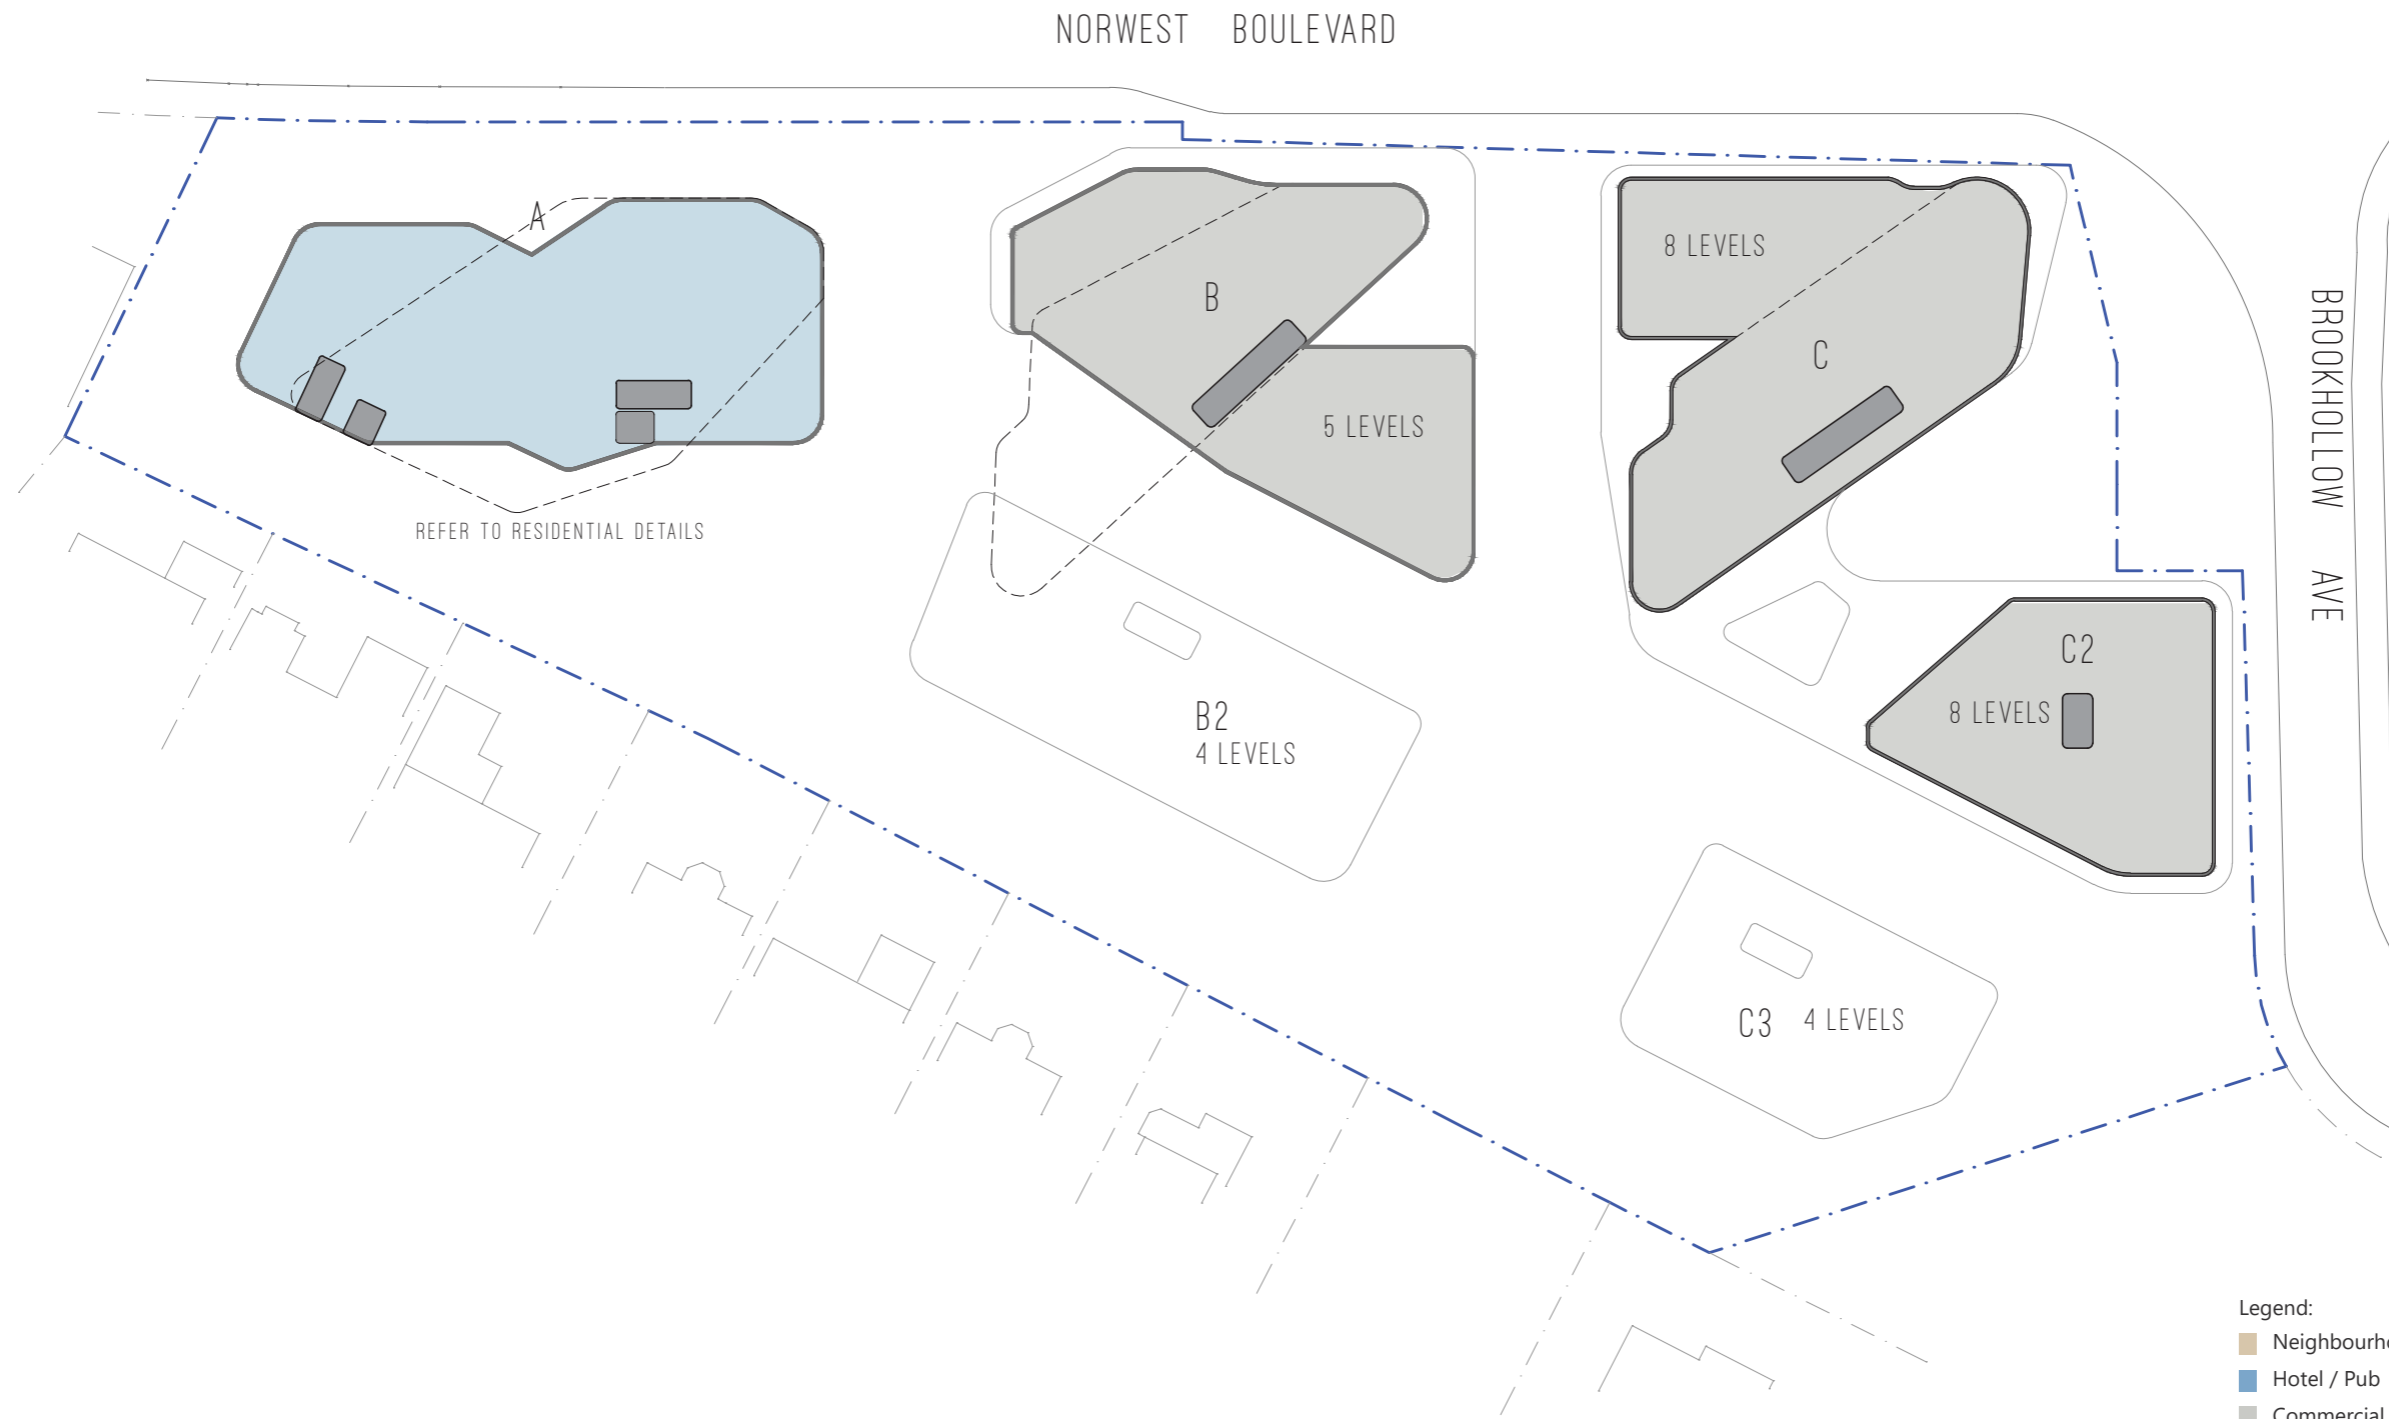 NORWEST BOULEVARD
A
B
8 LEVELS
C
BROOKHOLLOW AVE
5 LEVELS
REFER TO RESIDENTIAL DETAILS
C2
8 LEVELS
B2
4 LEVELS
C3 4 LEVELS
Legend:
Hotel / Pub
Commercial